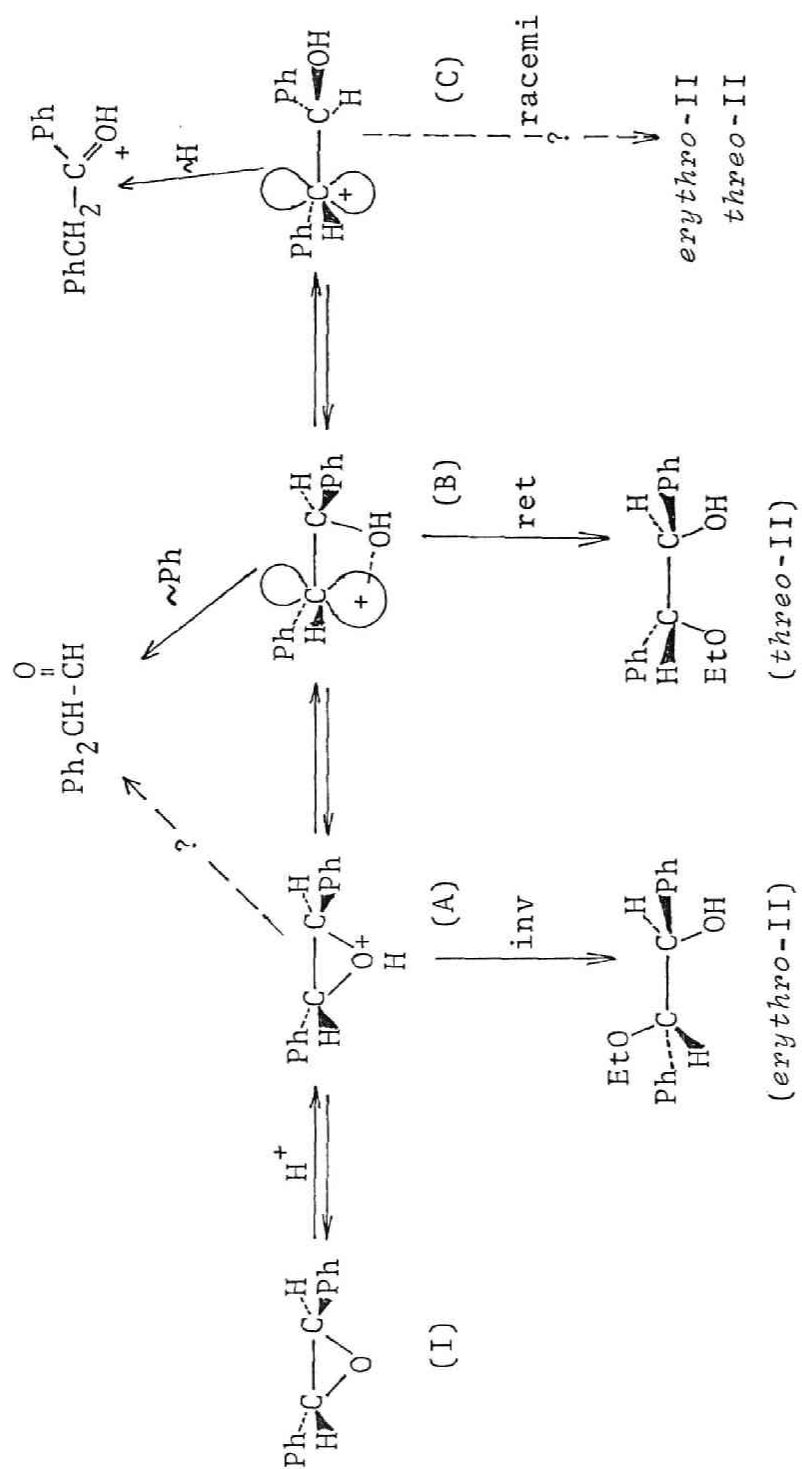 O
Ph₂CH-CH
PhCH₂-C
Ph
OH
+
?
~Ph
~H
Ph
H
C
C
H
Ph
O
(I)
H⁺
Ph
H
C
C
H
Ph
O⁺
H
(A)
inv
Ph
H
C
+
C
H
Ph
OH
(B)
ret
Ph
H
C
+
C
Ph
OH
H
(C)
?
racemi
EtO
Ph
C
H
C
H
Ph
OH
(erythro-II)
Ph
H
C
EtO
C
H
Ph
OH
(threo-II)
erythro-II
threo-II